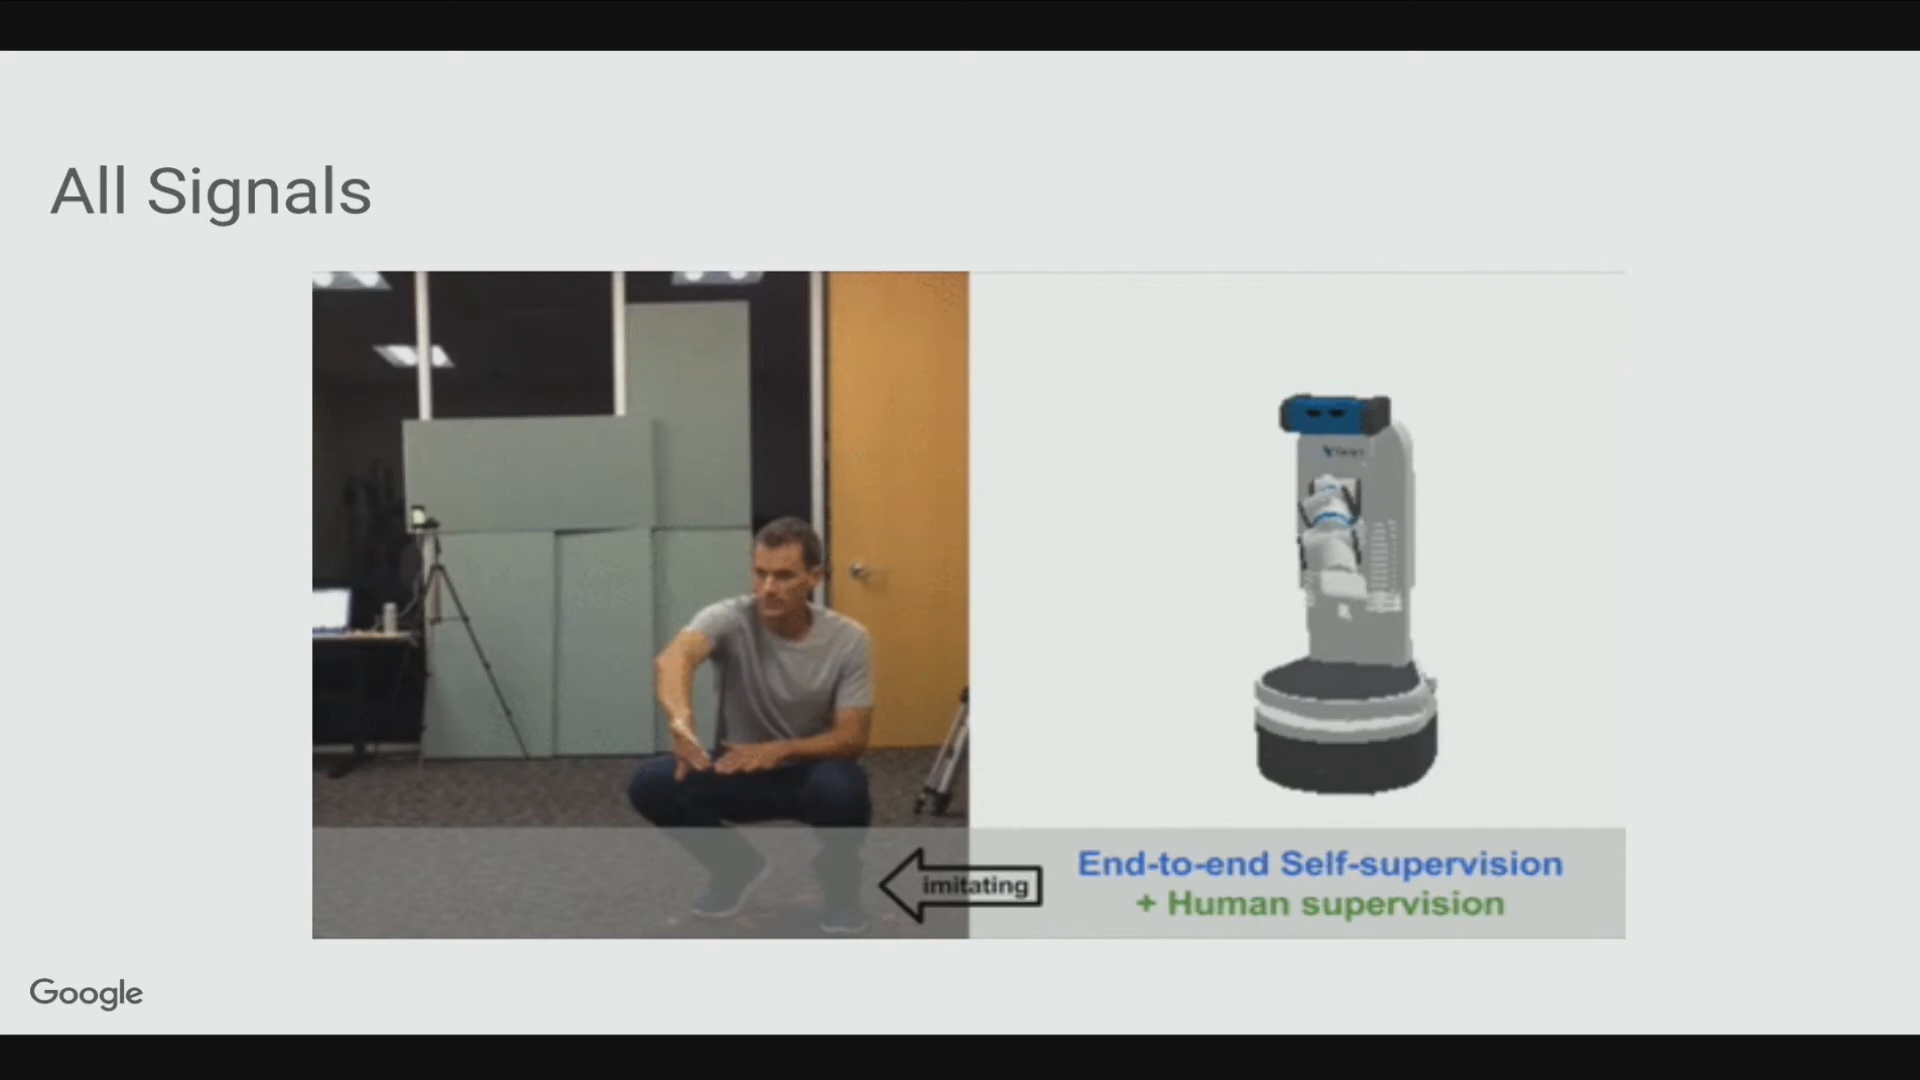 All Signals
imitating
End-to-end Self-supervision
+ Human supervision
Google